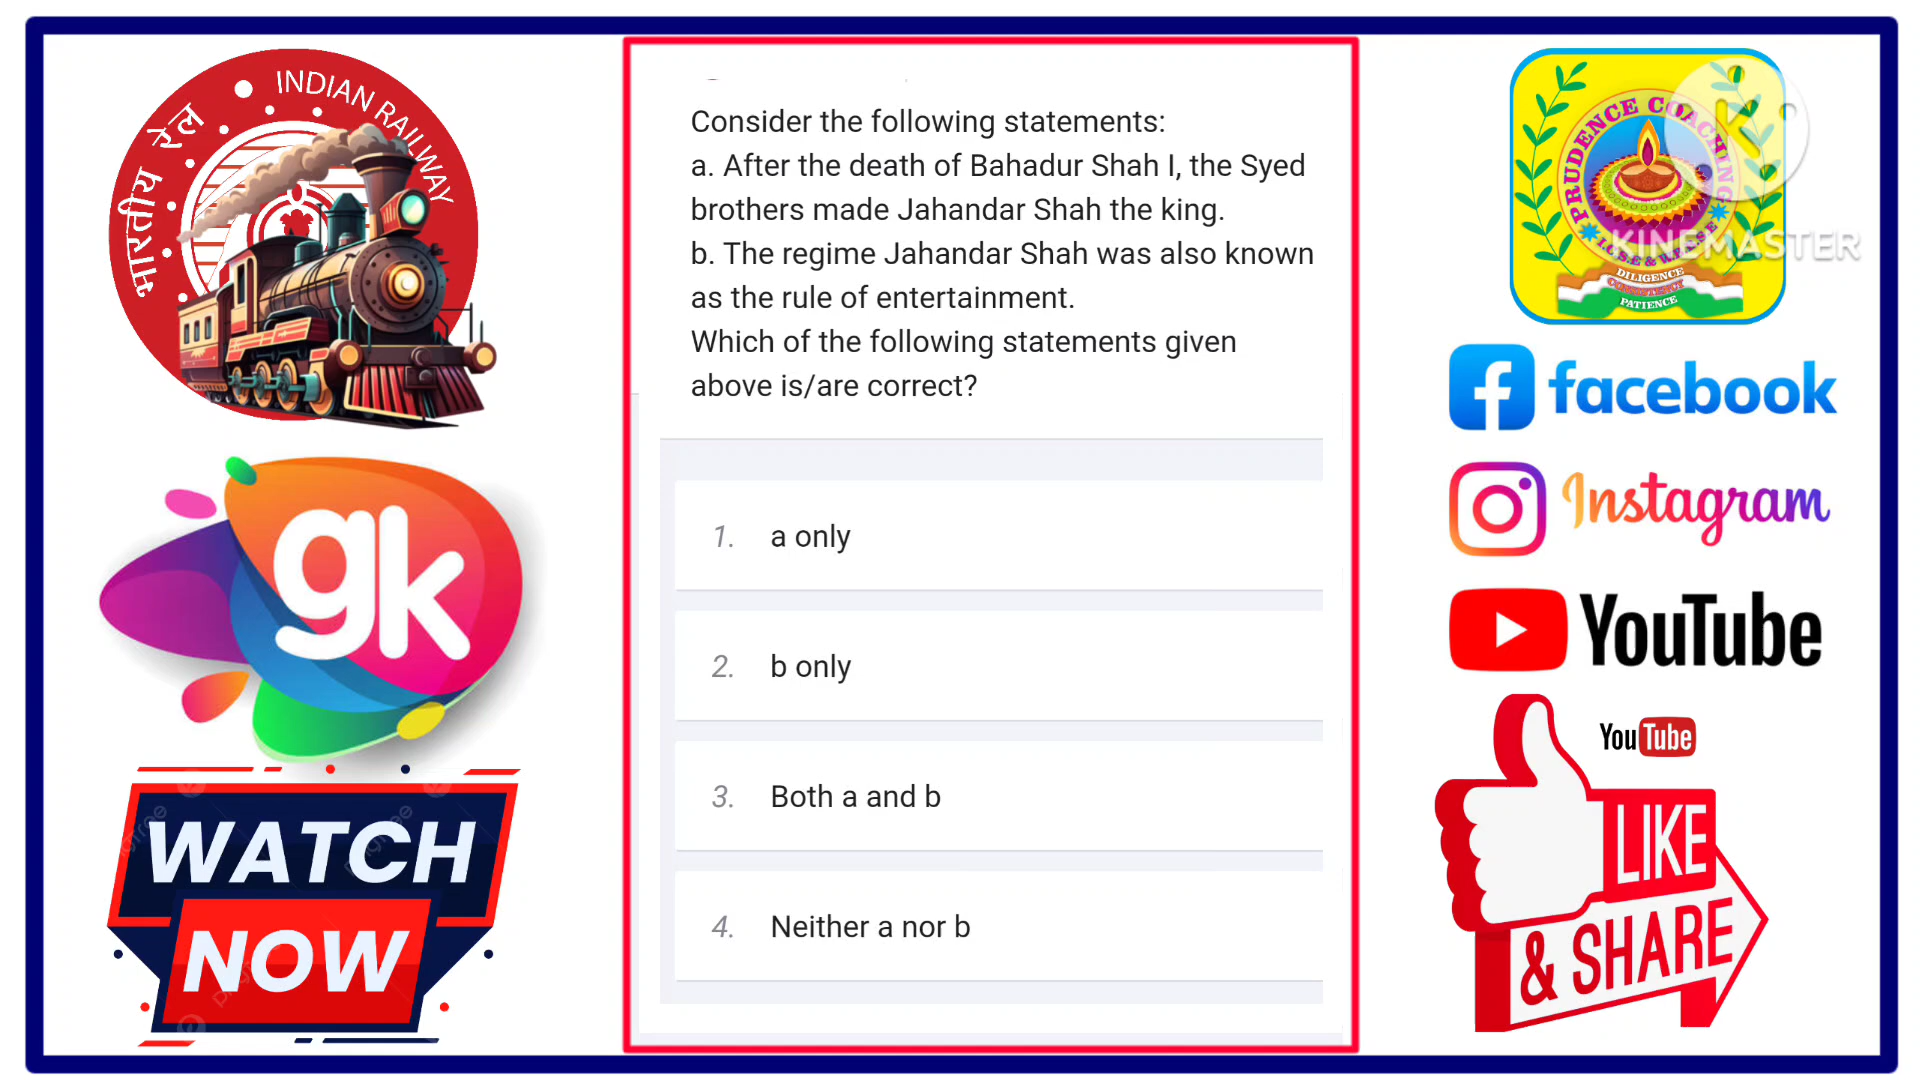 भारतीय रेल
INDIAN RAILWAY
Consider the following statements:
a. After the death of Bahadur Shah I, the Syed
brothers made Jahandar Shah the king.
b. The regime Jahandar Shah was also known
as the rule of entertainment.
Which of the following statements given
above is/are correct?
1. a only
2. b only
3. Both a and b
4. Neither a nor b
gk
WATCH
NOW
PRUDENCE COACHING
KINEMASTER
DILIGENCE
CONSISTENCY
PATIENCE
facebook
Instagram
YouTube
YouTube
LIKE
& SHARE